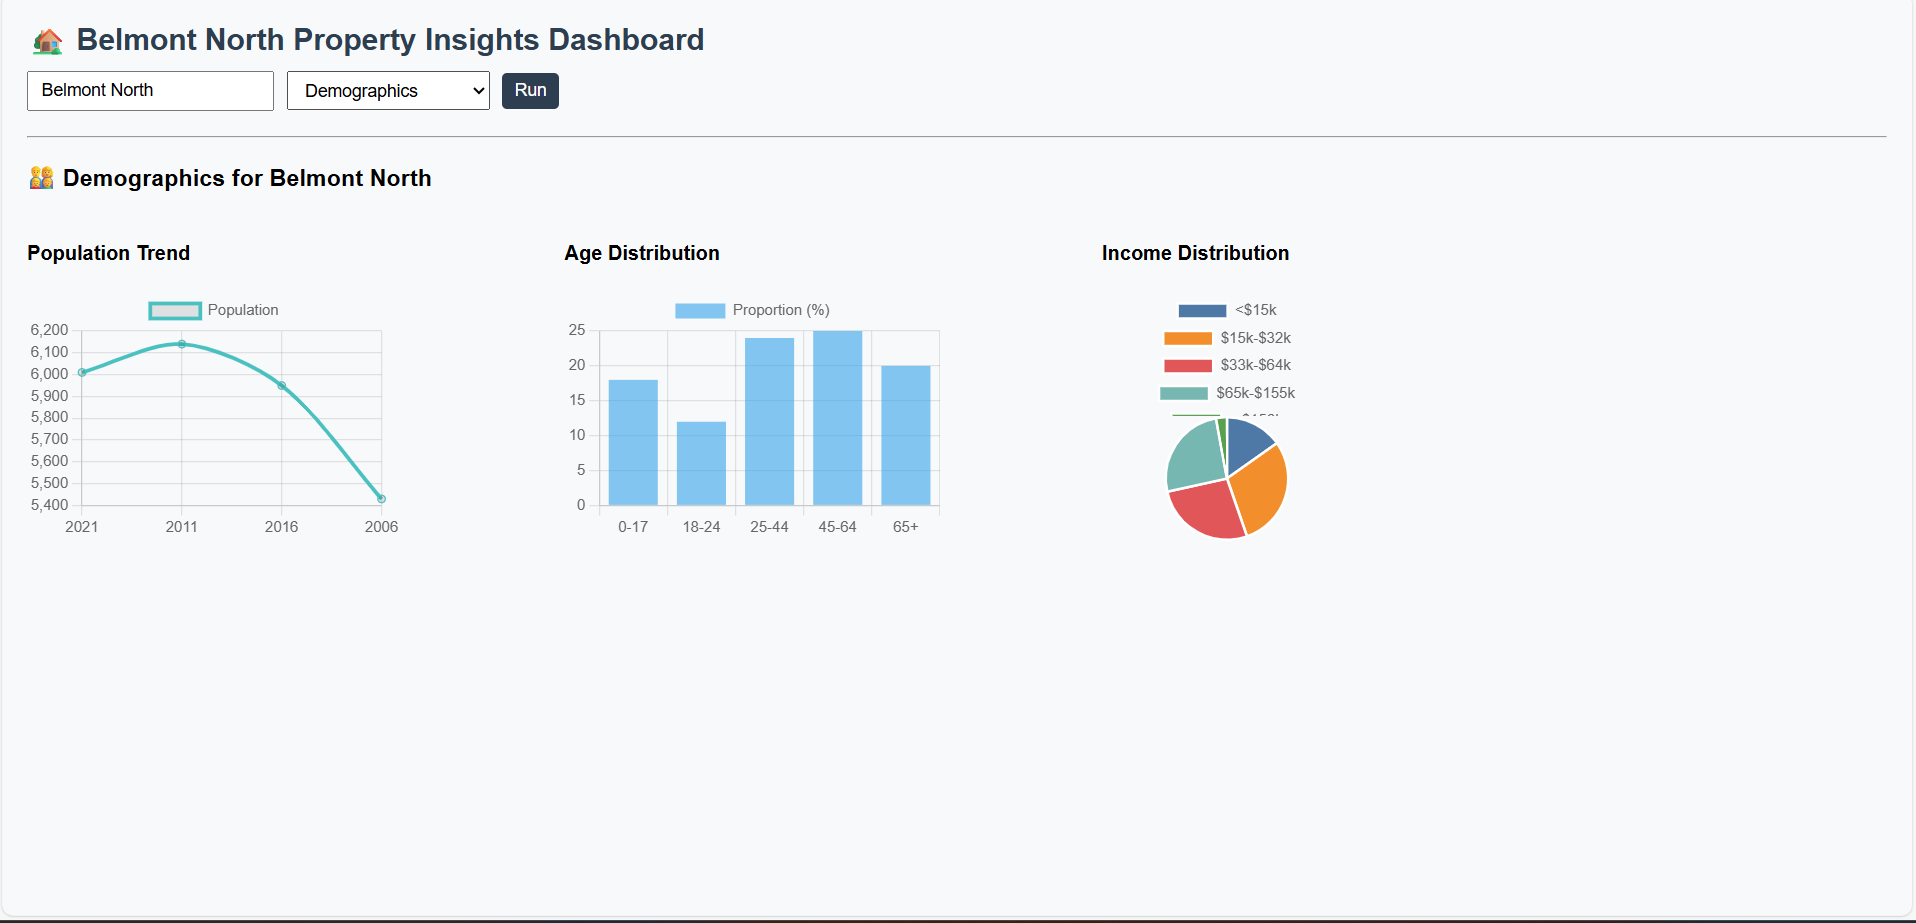 Belmont North Property Insights Dashboard
Belmont North
Demographics
Run
Demographics for Belmont North
Population Trend
Population
6,200
6,100
6,000
5,900
5,800
5,700
5,600
5,500
5,400
2021 2011 2016 2006
Age Distribution
Proportion (%)
25
20
15
10
5
0
0-17 18-24 25-44 45-64 65+
Income Distribution
<$15k
$15k-$32k
$33k-$64k
$65k-$155k